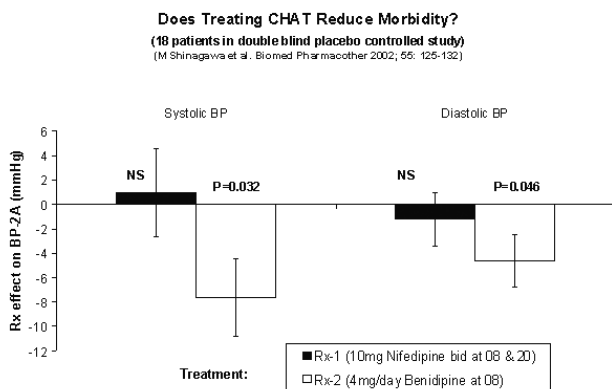 Does Treating CHAT Reduce Morbidity?
(18 patients in double blind placebo controlled study)
(M Shinagawa et al. Biomed Pharmacother 2002; 55: 125-132)
Systolic BP
Diastolic BP
Rx effect on BP-2A (mmHg)
6
4
2
0
-2
-4
-6
-8
-10
-12
NS
P=0.032
NS
P=0.046
Treatment:
Rx-1 (10mg Nifedipine bid at 08 & 20)
Rx-2 (4mg/day Benidipine at 08)